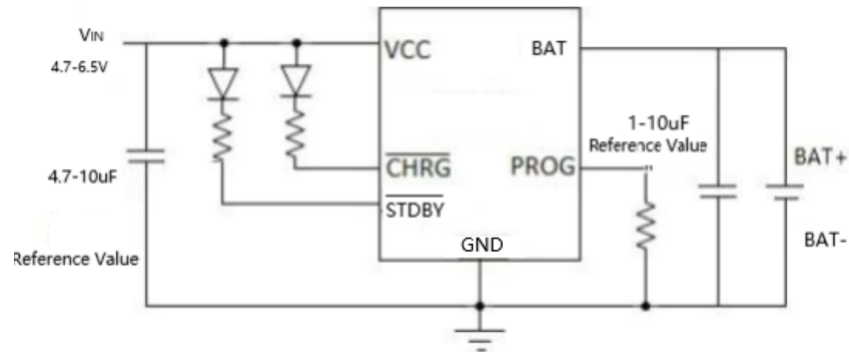 VIN
4.7-6.5V
4.7-10uF
Reference Value
VCC
CHRG
STDBY
GND
BAT
PROG
1-10uF
Reference Value
BAT+
BAT-